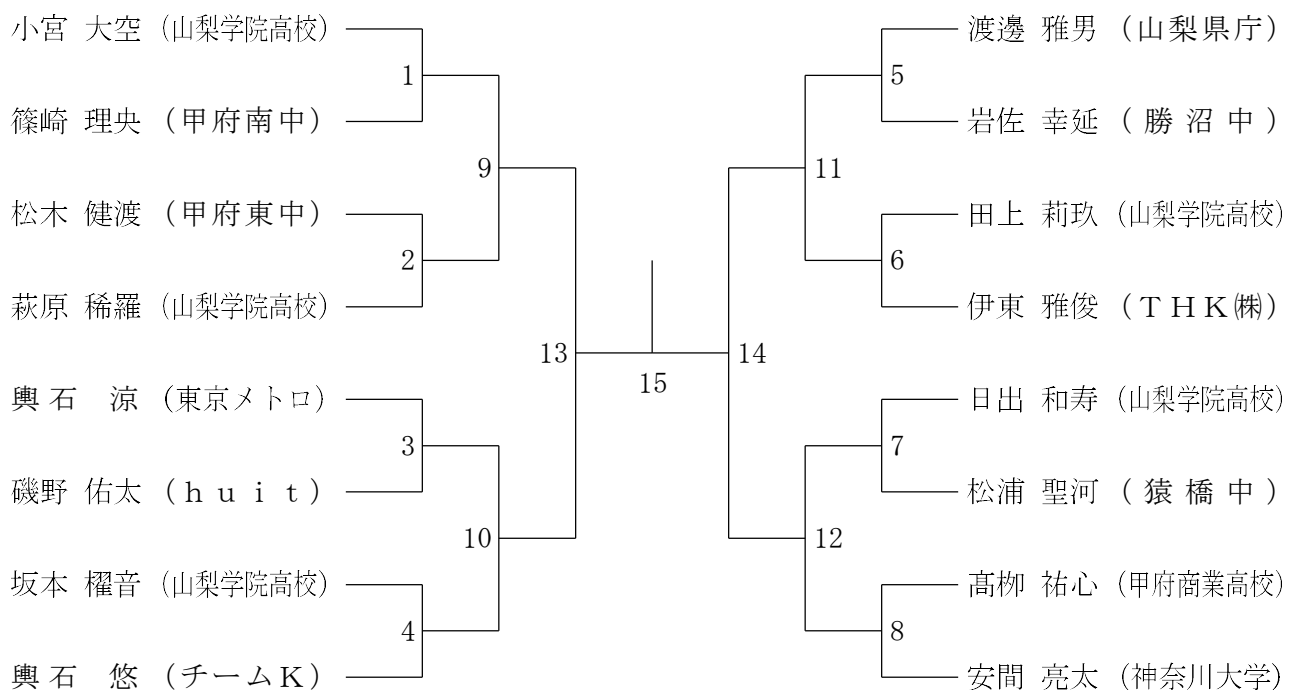 小宮 大空 (山梨学院高校)
篠崎 理央 (甲府南中)
松木 健渡 (甲府東中)
萩原 稀羅 (山梨学院高校)
輿石 涼 (東京メトロ)
磯野 佑太 (ｈｕｉｔ)
坂本 櫂音 (山梨学院高校)
輿石 悠 (チームＫ)
1
2
3
4
9
10
13
15
14
11
12
5
6
7
8
渡邊 雅男 (山梨県庁)
岩佐 幸延 (勝沼中)
田上 莉玖 (山梨学院高校)
伊東 雅俊 (ＴＨＫ㈱)
日出 和寿 (山梨学院高校)
松浦 聖河 (猿橋中)
髙栁 祐心 (甲府商業高校)
安間 亮太 (神奈川大学)